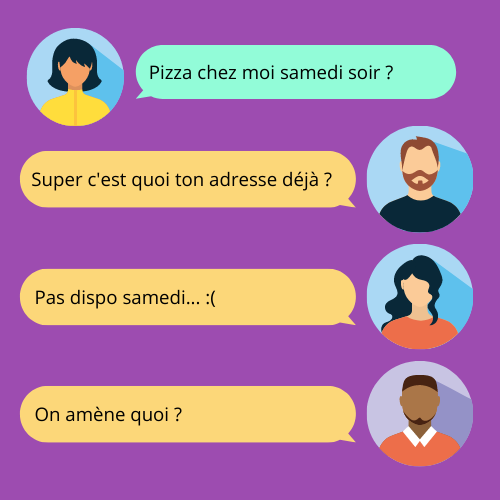 Pizza chez moi samedi soir ?
Super c'est quoi ton adresse déjà ?
Pas dispo samedi... :(
On amène quoi ?